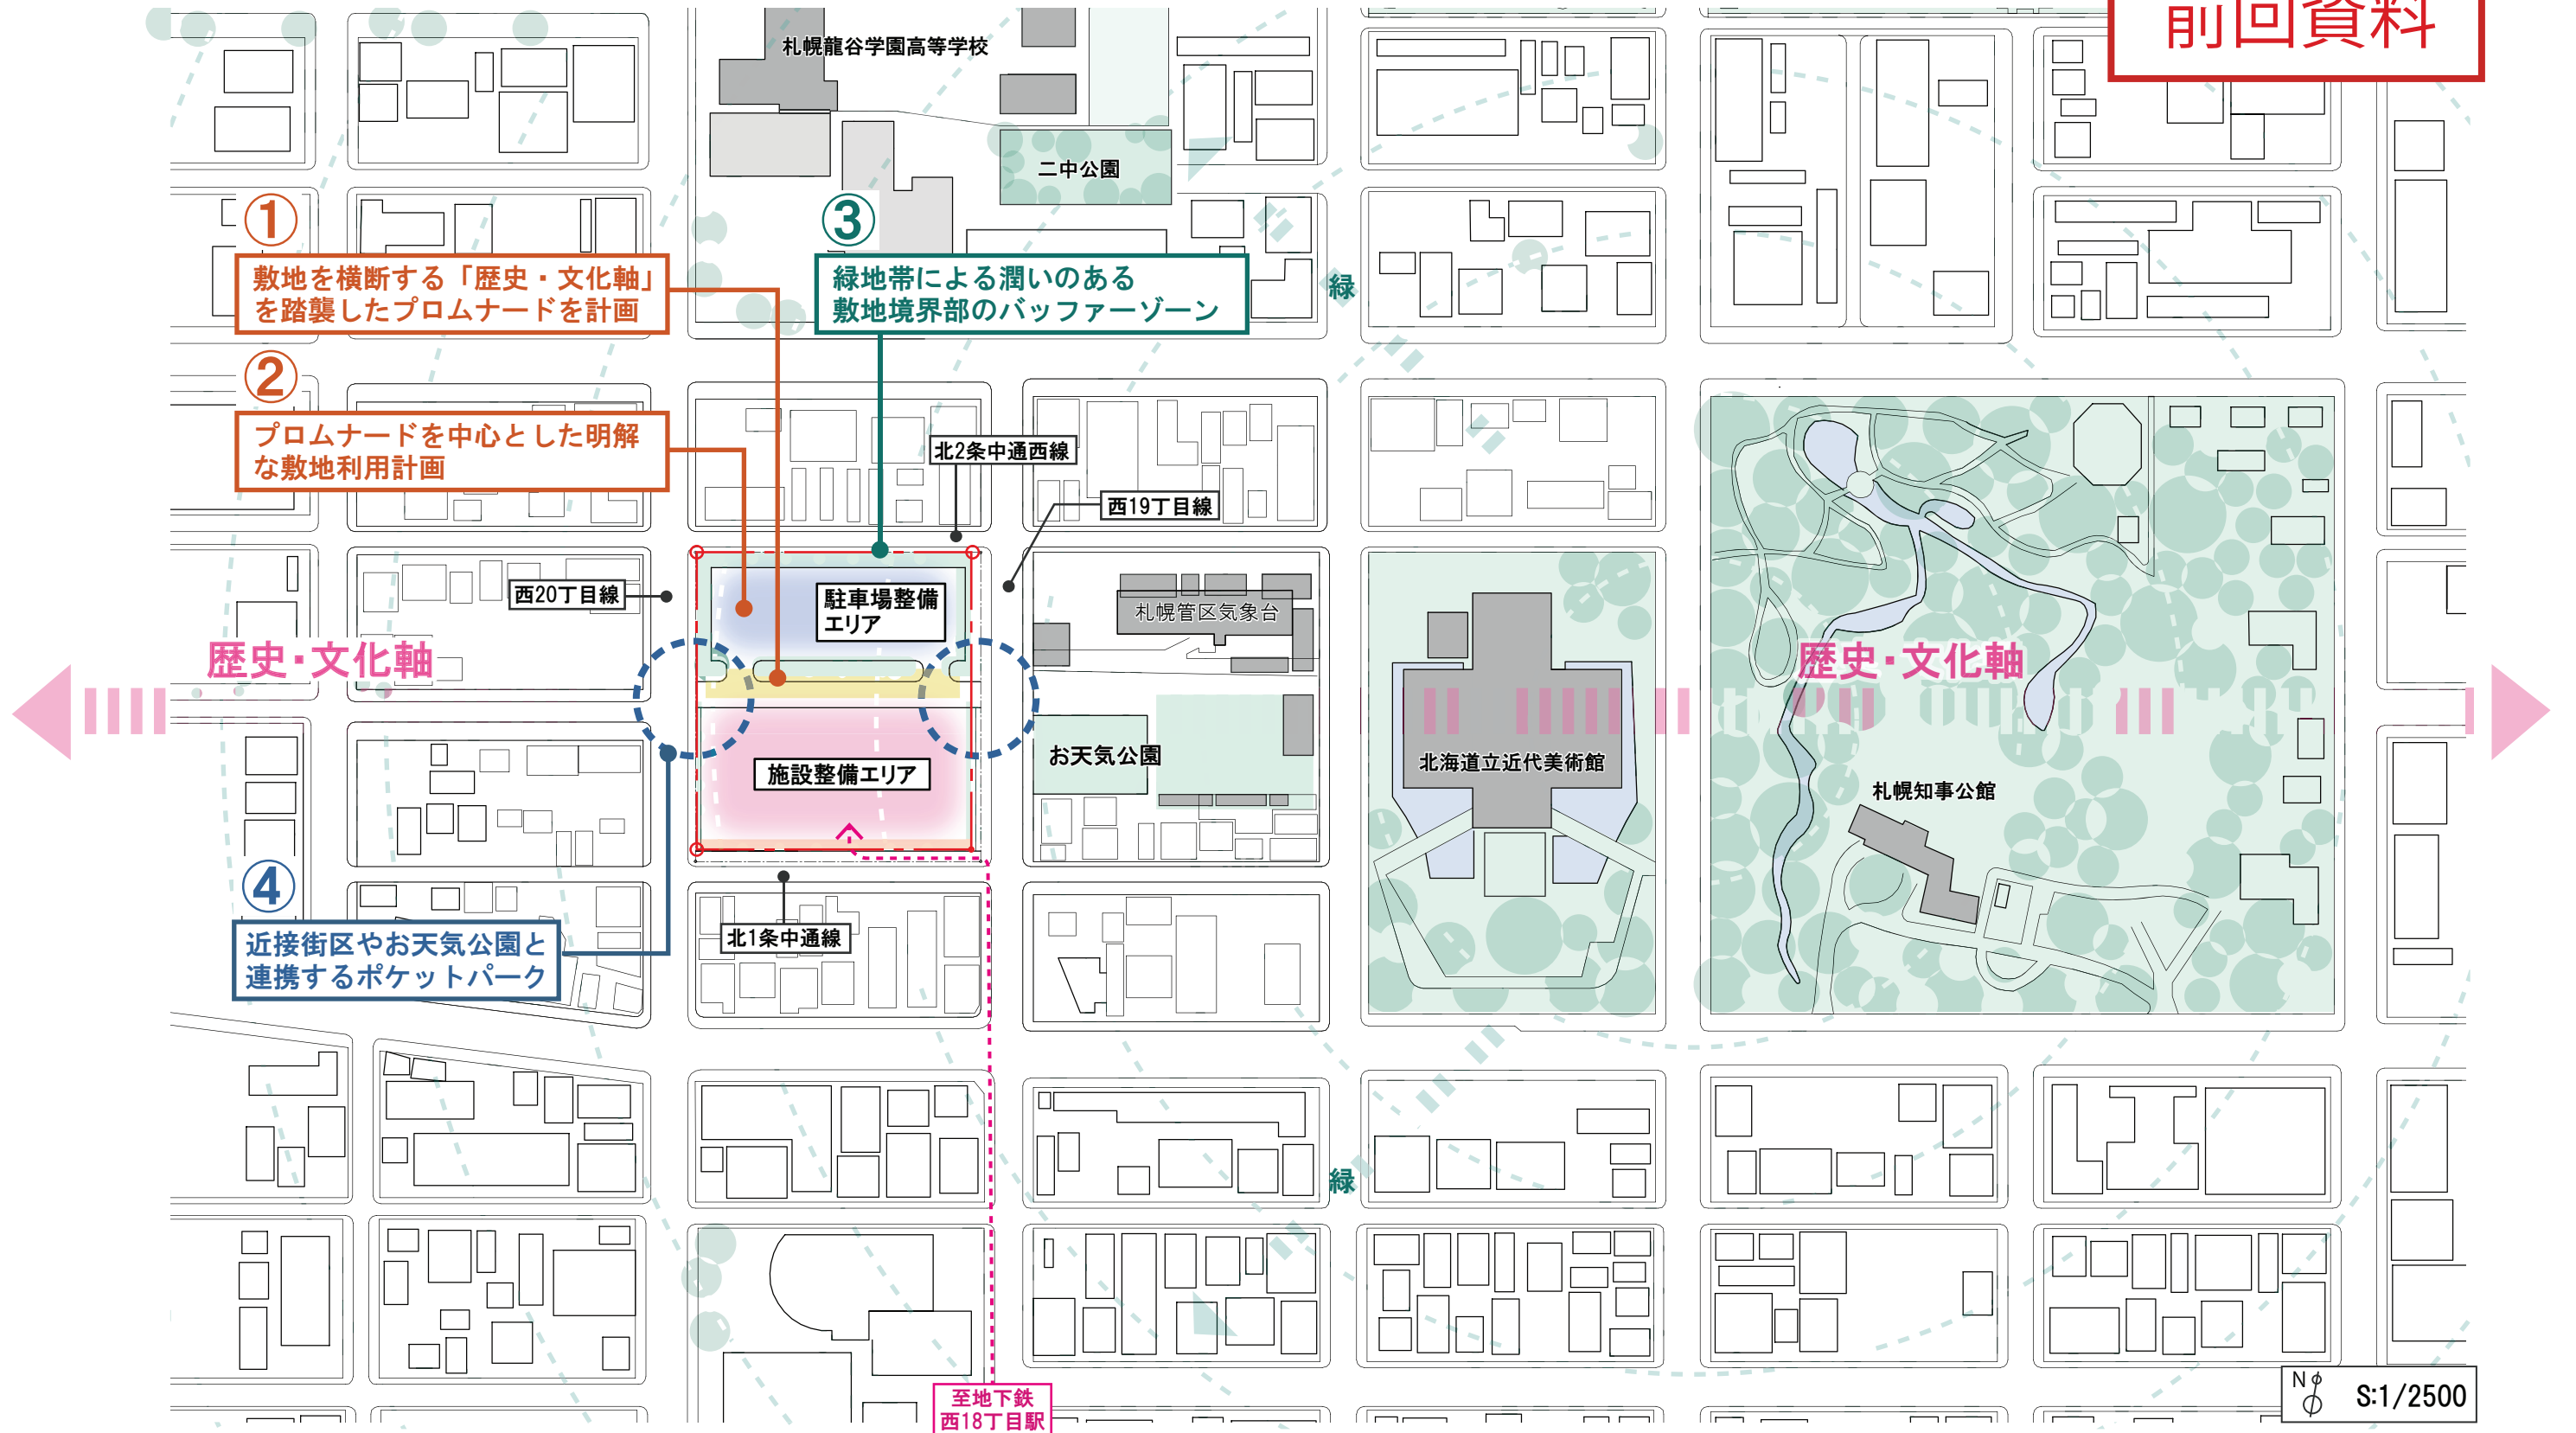 前回資料
札幌龍谷学園高等学校
二中公園
①
敷地を横断する「歴史・文化軸」
を踏襲したプロムナードを計画
③
緑地帯による潤いのある
敷地境界部のバッファーゾーン
緑
②
プロムナードを中心とした明解
な敷地利用計画
北2条中通西線
西19丁目線
西20丁目線
駐車場整備
エリア
札幌管区気象台
歴史・文化軸
歴史・文化軸
お天気公園
北海道立近代美術館
施設整備エリア
札幌知事公館
④
近接街区やお天気公園と
連携するポケットパーク
北1条中通線
緑
至地下鉄
西18丁目駅
N
S:1/2500